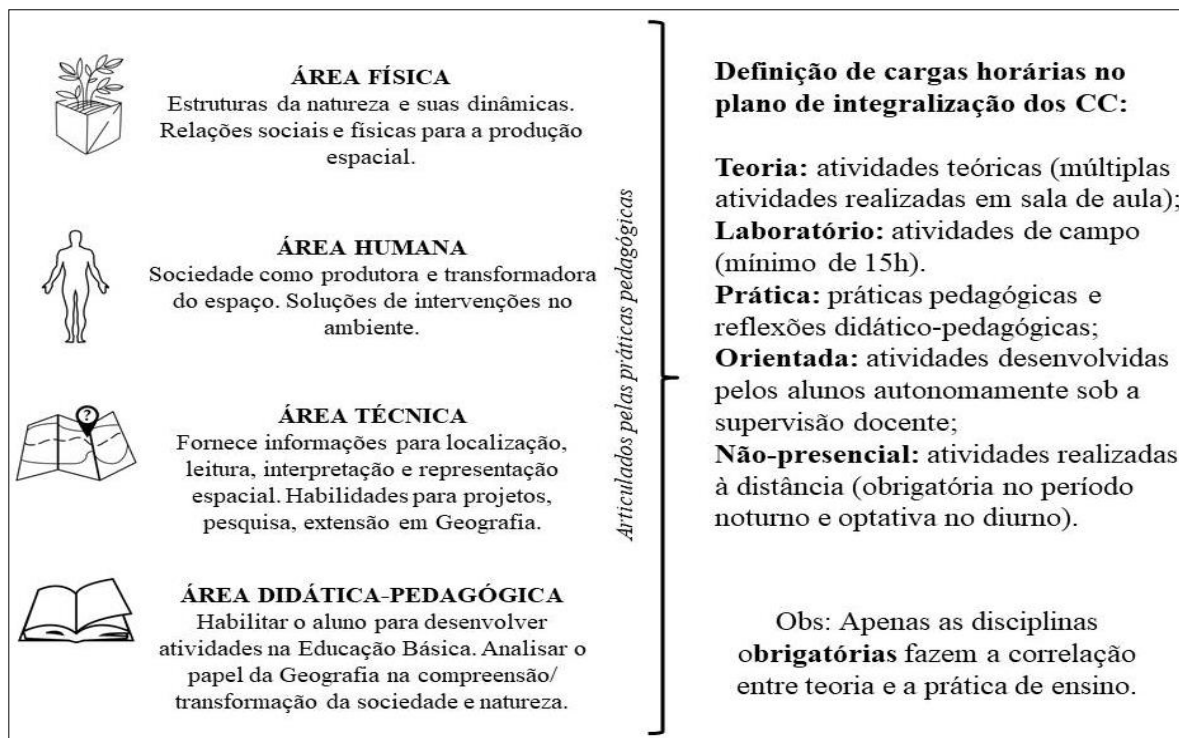 ÁREA FÍSICA
Estruturas da natureza e suas dinâmicas.
Relações sociais e físicas para a produção
espacial.
ÁREA HUMANA
Sociedade como produtora e transformadora
do espaço. Soluções de intervenções no
ambiente.
?
ÁREA TÉCNICA
Fornece informações para localização,
leitura, interpretação e representação
espacial. Habilidades para projetos,
pesquisa, extensão em Geografia.
ÁREA DIDÁTICA-PEDAGÓGICA
Habilitar o aluno para desenvolver
atividades na Educação Básica. Analisar o
papel da Geografia na compreensão/
transformação da sociedade e natureza.
Articulados pelas práticas pedagógicas
Definição de cargas horárias no
plano de integralização dos CC:
Teoria: atividades teóricas (múltiplas
atividades realizadas em sala de aula);
Laboratório: atividades de campo
(mínimo de 15h).
Prática: práticas pedagógicas e
reflexões didático-pedagógicas;
Orientada: atividades desenvolvidas
pelos alunos autonomamente sob a
supervisão docente;
Não-presencial: atividades realizadas
à distância (obrigatória no período
noturno e optativa no diurno).
Obs: Apenas as disciplinas
obrigatórias fazem a correlação
entre teoria e a prática de ensino.